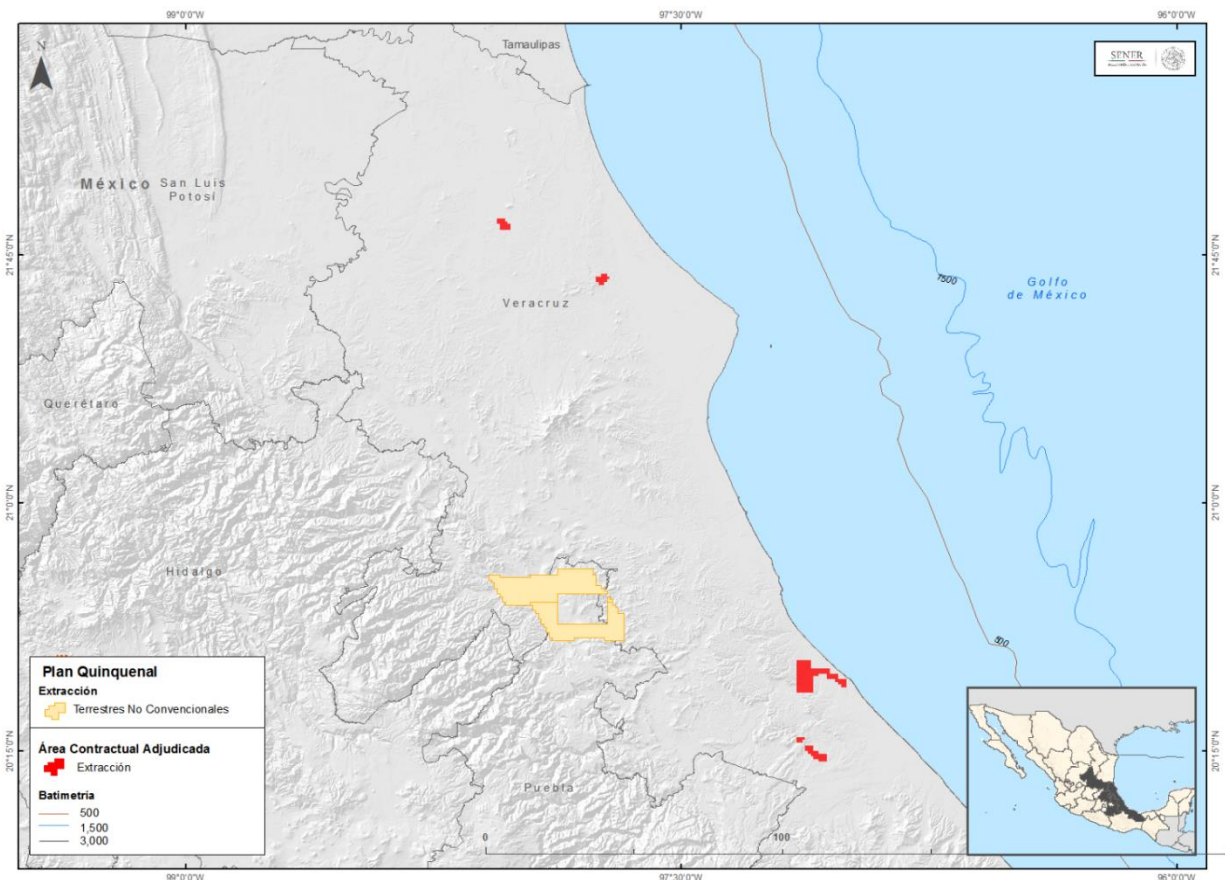 99°0'0"W
97°30'0"W
96°0'0"W
N
Tamaulipas
SENER
México
San Luis
Potosí
21°45'0"N
21°45'0"N
7500
Golfo
de México
Veracruz
Querétaro
21°0'0"N
21°0'0"N
Hidalgo
500
Plan Quinquenal
Extracción
Terrestres No Convencionales
Área Contractual Adjudicada
Extracción
Batimetría
500
1,500
3,000
20°15'0"N
20°15'0"N
Puebla
0
100
99°0'0"W
97°30'0"W
96°0'0"W